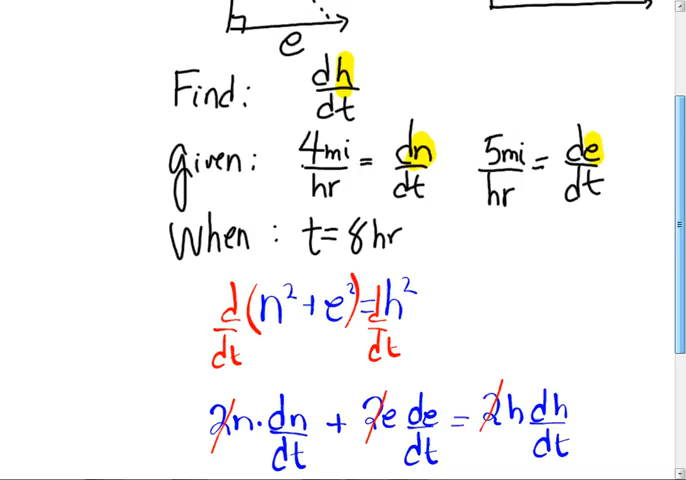 e
Find: dh/dt
given: 4mi/hr = dn/dt 5mi/hr = de/dt
When: t = 8hr
d/dt (n² + e²) = d/dt h²
2n · dn/dt + 2e de/dt = 2h dh/dt